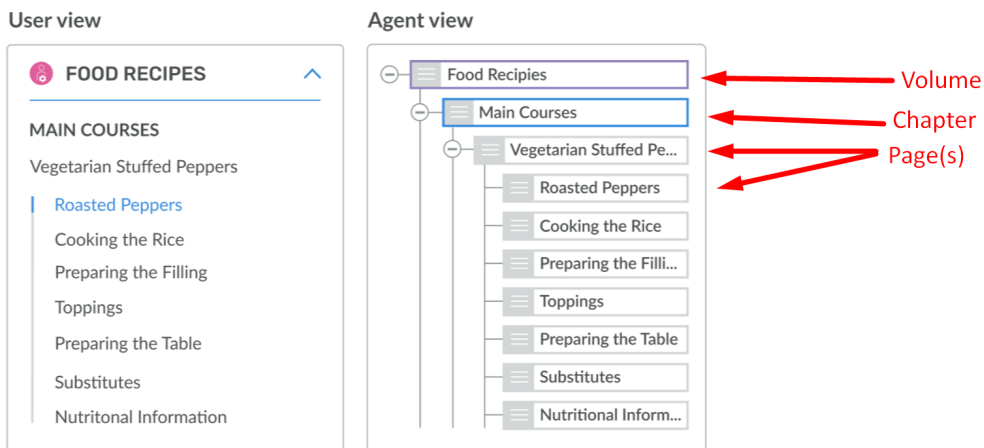 User view
FOOD RECIPES
MAIN COURSES
Vegetarian Stuffed Peppers
Roasted Peppers
Cooking the Rice
Preparing the Filling
Toppings
Preparing the Table
Substitutes
Nutritonal Information
Agent view
Food Recipies
Main Courses
Vegetarian Stuffed Pe...
Roasted Peppers
Cooking the Rice
Preparing the Filli...
Toppings
Preparing the Table
Substitutes
Nutritional Inform...
Volume
Chapter
Page(s)